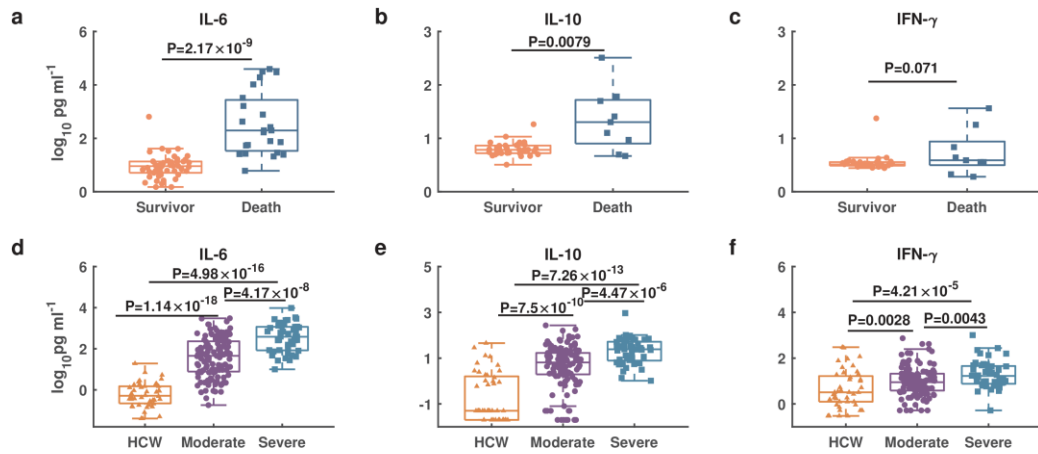 a
IL-6
log₁₀ pg ml⁻¹
6
4
2
0
P=2.17×10⁻⁹
Survivor
Death
b
IL-10
3
2
1
0
P=0.0079
Survivor
Death
c
IFN-γ
3
2
1
0
P=0.071
Survivor
Death
d
IL-6
log₁₀pg ml⁻¹
6
4
2
0
P=4.98×10⁻¹⁶
P=1.14×10⁻¹⁸
P=4.17×10⁻⁸
HCW
Moderate
Severe
e
IL-10
5
3
1
-1
P=7.26×10⁻¹³
P=4.47×10⁻⁶
P=7.5×10⁻¹⁰
HCW
Moderate
Severe
f
IFN-γ
6
4
2
0
P=4.21×10⁻⁵
P=0.0028
P=0.0043
HCW
Moderate
Severe